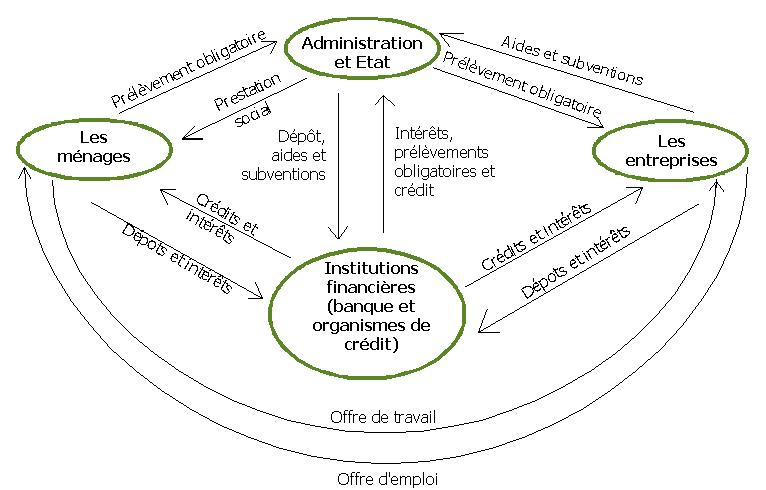 Administration
et Etat
Prélèvement obligatoire
Prestation
social
Aides et subventions
Prélèvement obligatoire
Les
ménages
Les
entreprises
Dépôt,
aides et
subventions
Intérêts,
prélèvements
obligatoires et
crédit
Crédits et
intérêts
Dépots et intérêts
Crédits et intérêts
Dépots et intérêts
Institutions
financières
(banque et
organismes de
crédit)
Offre de travail
Offre d'emploi